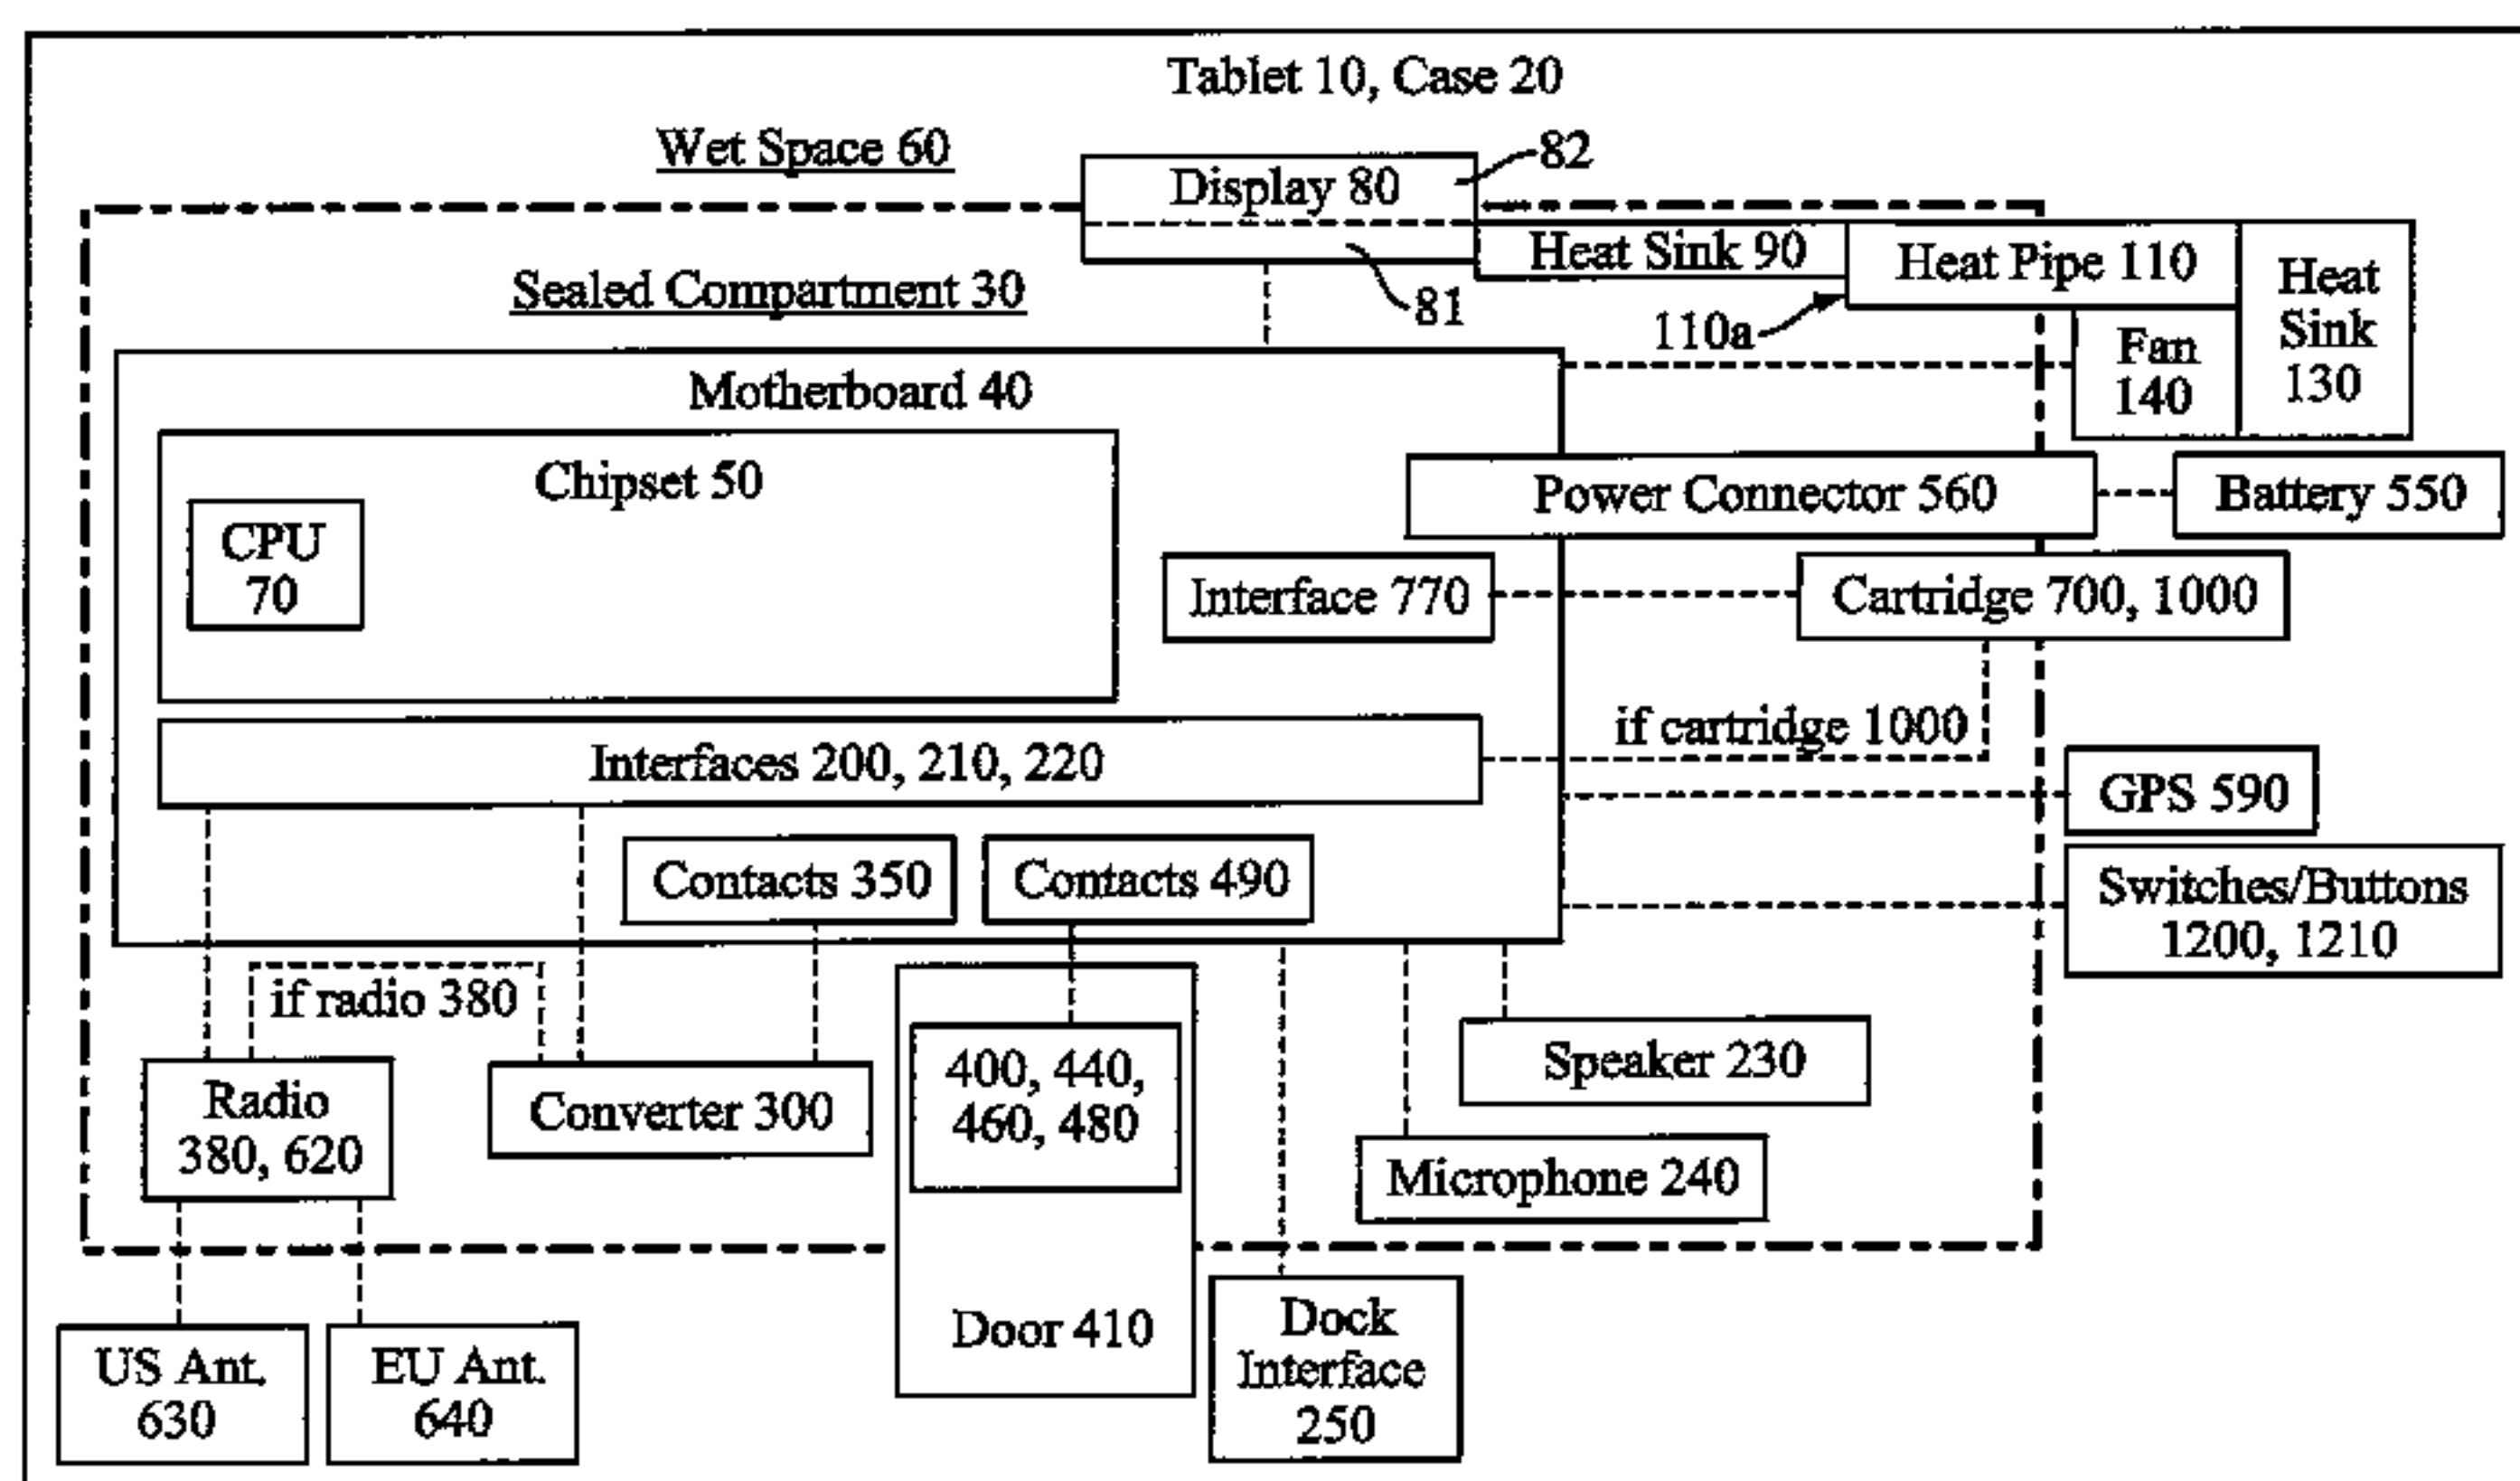 Tablet 10, Case 20
Wet Space 60
82
Display 80
Heat Sink 90
Heat Pipe 110
Heat
Sink
130
Sealed Compartment 30
81
110a
Fan
140
Motherboard 40
Chipset 50
CPU
70
Power Connector 560
Battery 550
Interface 770
Cartridge 700, 1000
if cartridge 1000
Interfaces 200, 210, 220
GPS 590
Contacts 350
Contacts 490
Switches/Buttons
1200, 1210
if radio 380
Radio
380, 620
Converter 300
400, 440,
460, 480
Speaker 230
Microphone 240
Door 410
Dock
Interface
250
US Ant.
630
EU Ant.
640